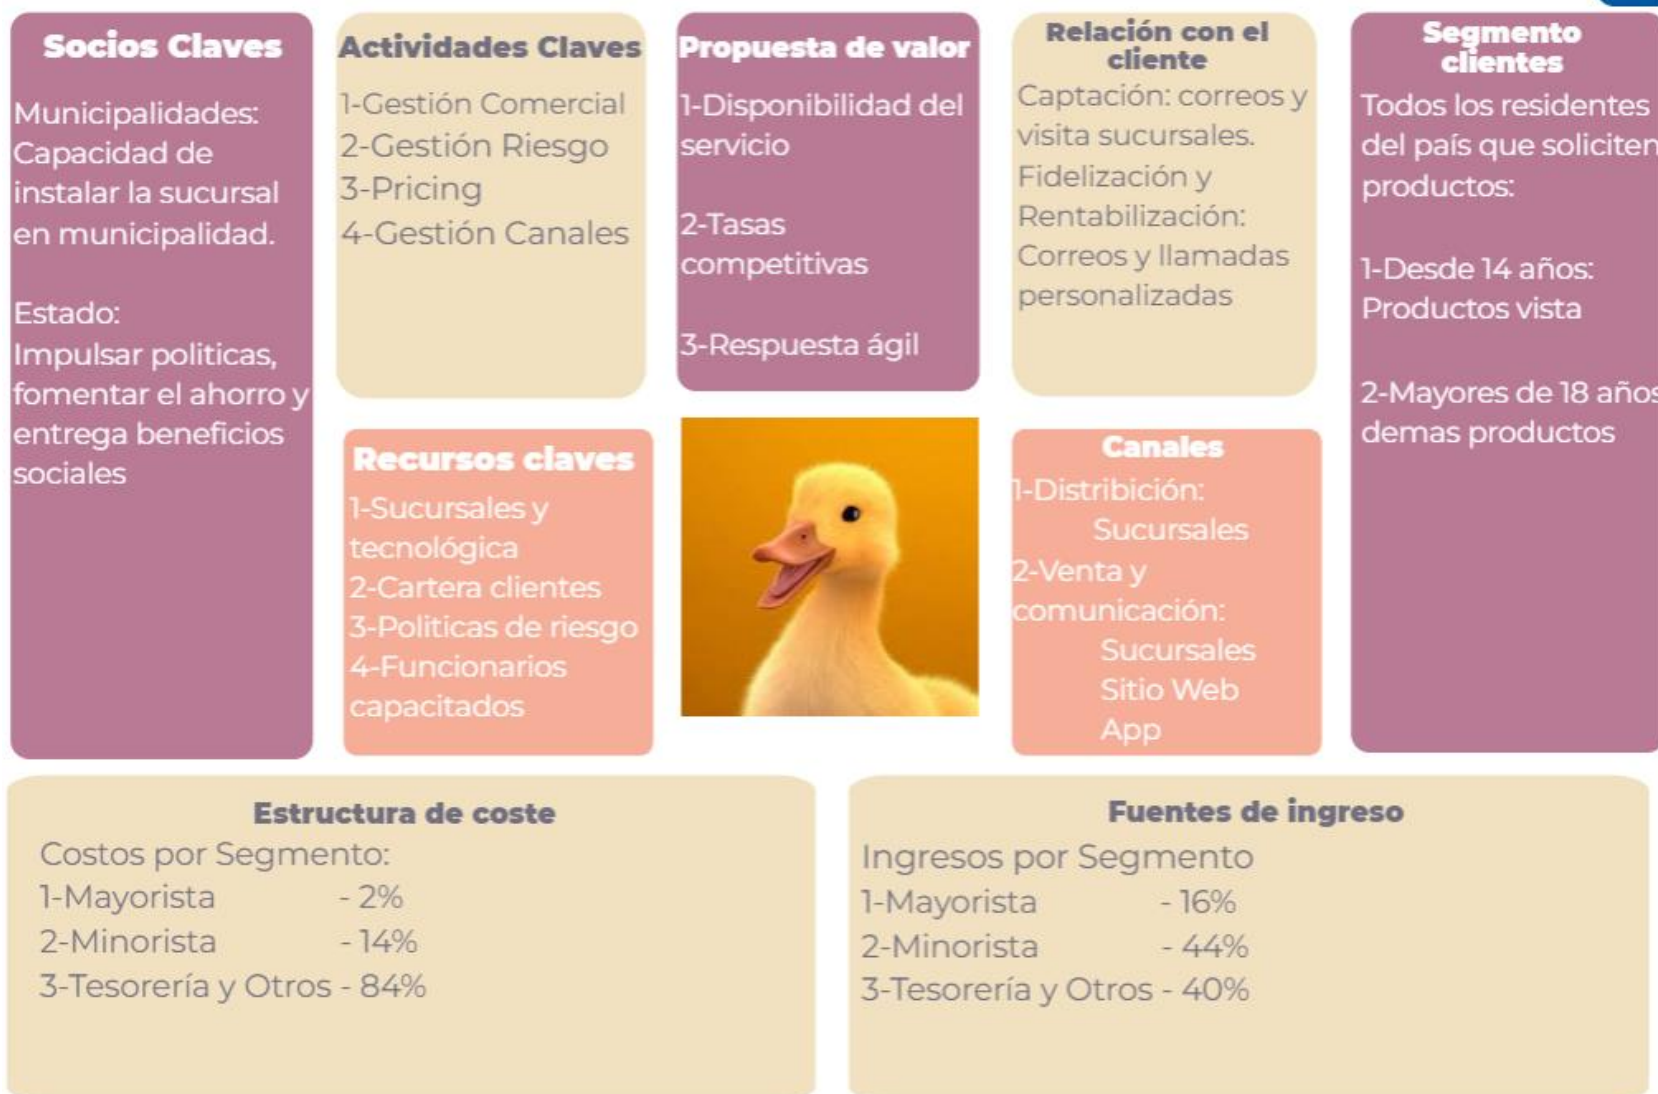 Socios Claves
Municipalidades:
Capacidad de
instalar la sucursal
en municipalidad.
Estado:
Impulsar politicas,
fomentar el ahorro y
entrega beneficios
sociales
Actividades Claves
1-Gestión Comercial
2-Gestión Riesgo
3-Pricing
4-Gestión Canales
Recursos claves
1-Sucursales y
tecnológica
2-Cartera clientes
3-Politicas de riesgo
4-Funcionarios
capacitados
Propuesta de valor
1-Disponibilidad del
servicio
2-Tasas
competitivas
3-Respuesta ágil
Relación con el
cliente
Captación: correos y
visita sucursales.
Fidelización y
Rentabilización:
Correos y llamadas
personalizadas
Canales
1-Distribición:
Sucursales
2-Venta y
comunicación:
Sucursales
Sitio Web
App
Segmento
clientes
Todos los residentes
del país que soliciten
productos:
1-Desde 14 años:
Productos vista
2-Mayores de 18 años
demas productos
Estructura de coste
Costos por Segmento:
1-Mayorista - 2%
2-Minorista - 14%
3-Tesorería y Otros - 84%
Fuentes de ingreso
Ingresos por Segmento
1-Mayorista - 16%
2-Minorista - 44%
3-Tesorería y Otros - 40%